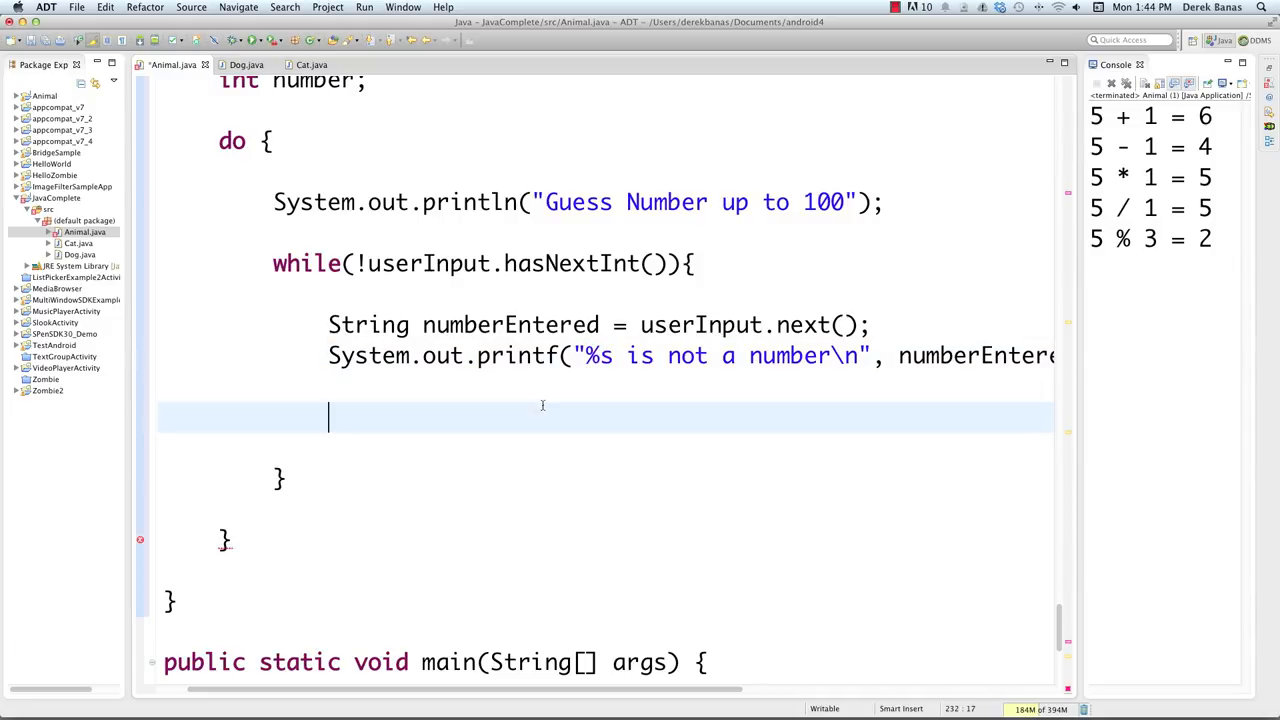 ADT File Edit Refactor Source Navigate Search Project Run Window Help 10 Mon 1:44 PM Derek Banas
Java - JavaComplete/src/Animal.java - ADT - /Users/derekbanas/Documents/android4
Quick Access Java DDMS
Package Exp
*Animal.java Dog.java Cat.java
Console
<terminated> Animal (1) [Java Application] /S
Animal
appcompat_v7
appcompat_v7_2
appcompat_v7_3
appcompat_v7_4
BridgeSample
HelloWorld
HelloZombie
ImageFilterSampleApp
JavaComplete
src
(default package)
Animal.java
Cat.java
Dog.java
JRE System Library [Ja
ListPickerExample2Activi
MediaBrowser
MultiWindowSDKExample
MusicPlayerActivity
SlookActivity
SPenSDK30_Demo
TestAndroid
TextGroupActivity
VideoPlayerActivity
Zombie
Zombie2
int number;
do {
System.out.println("Guess Number up to 100");
while(!userInput.hasNextInt()){
String numberEntered = userInput.next();
System.out.printf("%s is not a number\n", numberEntere
}
}
}
public static void main(String[] args) {
5 + 1 = 6
5 - 1 = 4
5 * 1 = 5
5 / 1 = 5
5 % 3 = 2
Writable Smart Insert 232 : 17 184M of 394M